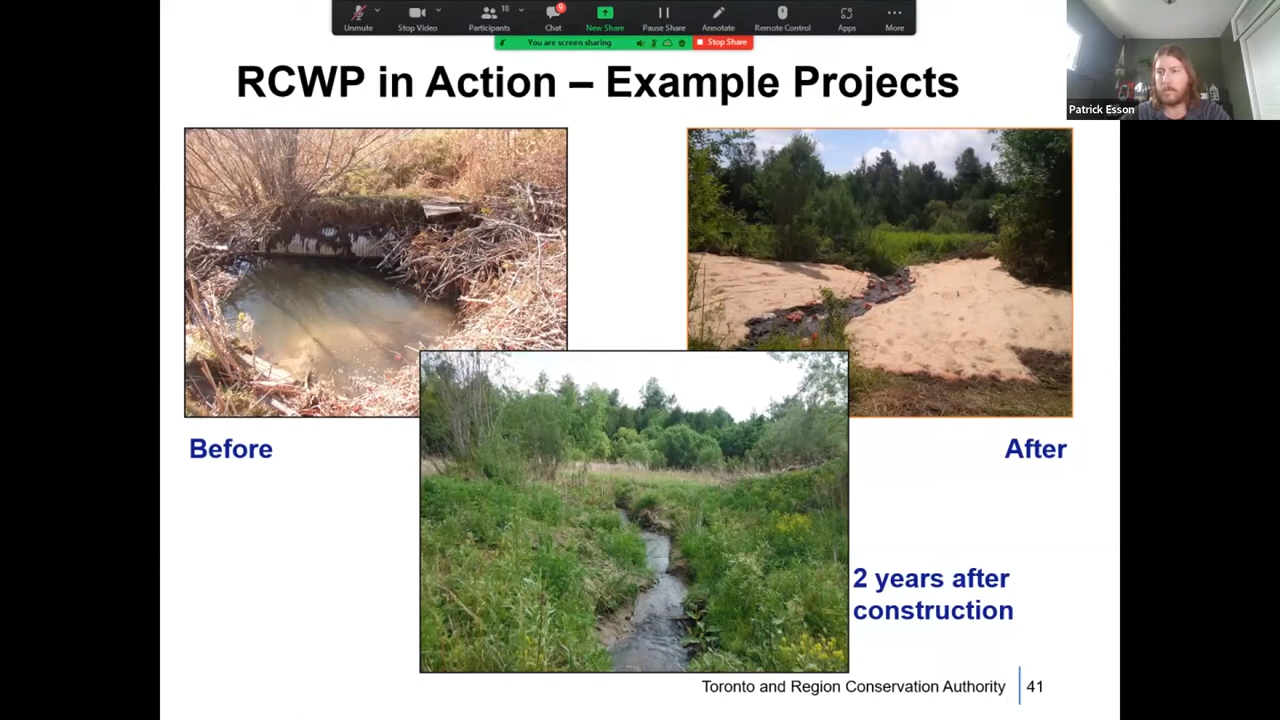 18
9
Unmute
Stop Video
Participants
Chat
New Share
Pause Share
Annotate
Remote Control
Apps
More
You are screen sharing
Stop Share
RCWP in Action – Example Projects
Patrick Esson
Before
After
2 years after
construction
Toronto and Region Conservation Authority
41